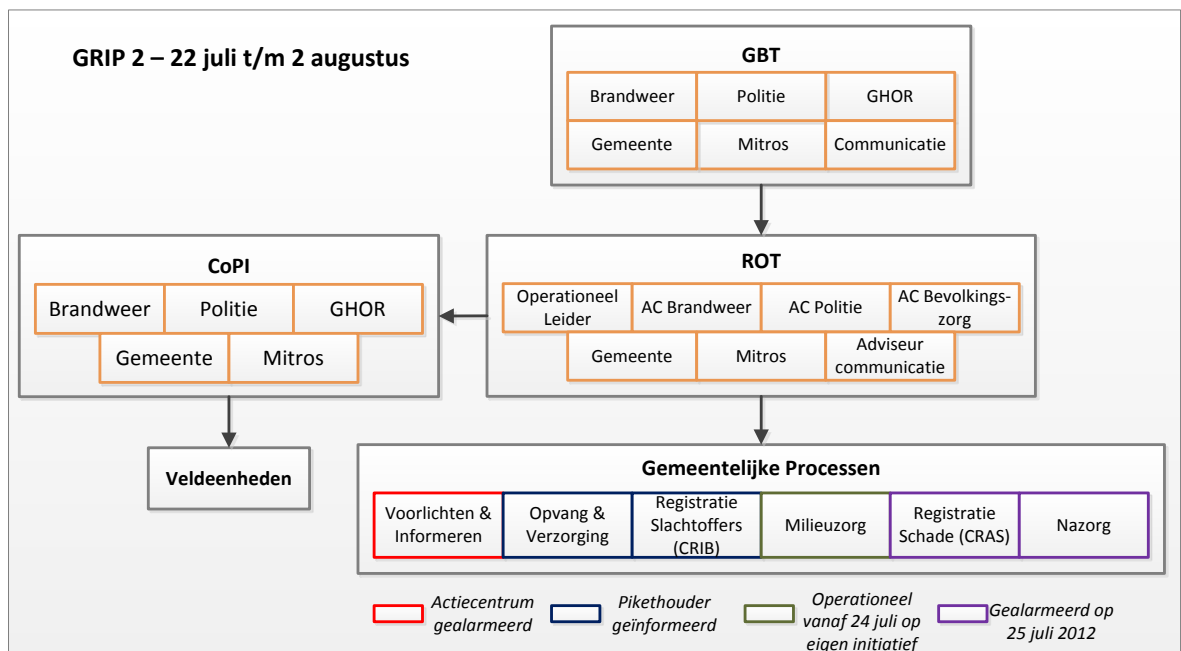 GRIP 2 – 22 juli t/m 2 augustus
GBT
Brandweer Politie GHOR
Gemeente Mitros Communicatie
CoPI
Brandweer Politie GHOR
Gemeente Mitros
ROT
Operationeel
Leider
AC Brandweer
AC Politie
AC Bevolkings-
zorg
Gemeente
Mitros
Adviseur
communicatie
Veldeenheden
Gemeentelijke Processen
Voorlichten &
Informeren
Opvang &
Verzorging
Registratie
Slachtoffers
(CRIB)
Milieuzorg
Registratie
Schade (CRAS)
Nazorg
Actiecentrum
gealarmeerd
Pikethouder
geïnformeerd
Operationeel
vanaf 24 juli op
eigen initiatief
Gealarmeerd op
25 juli 2012